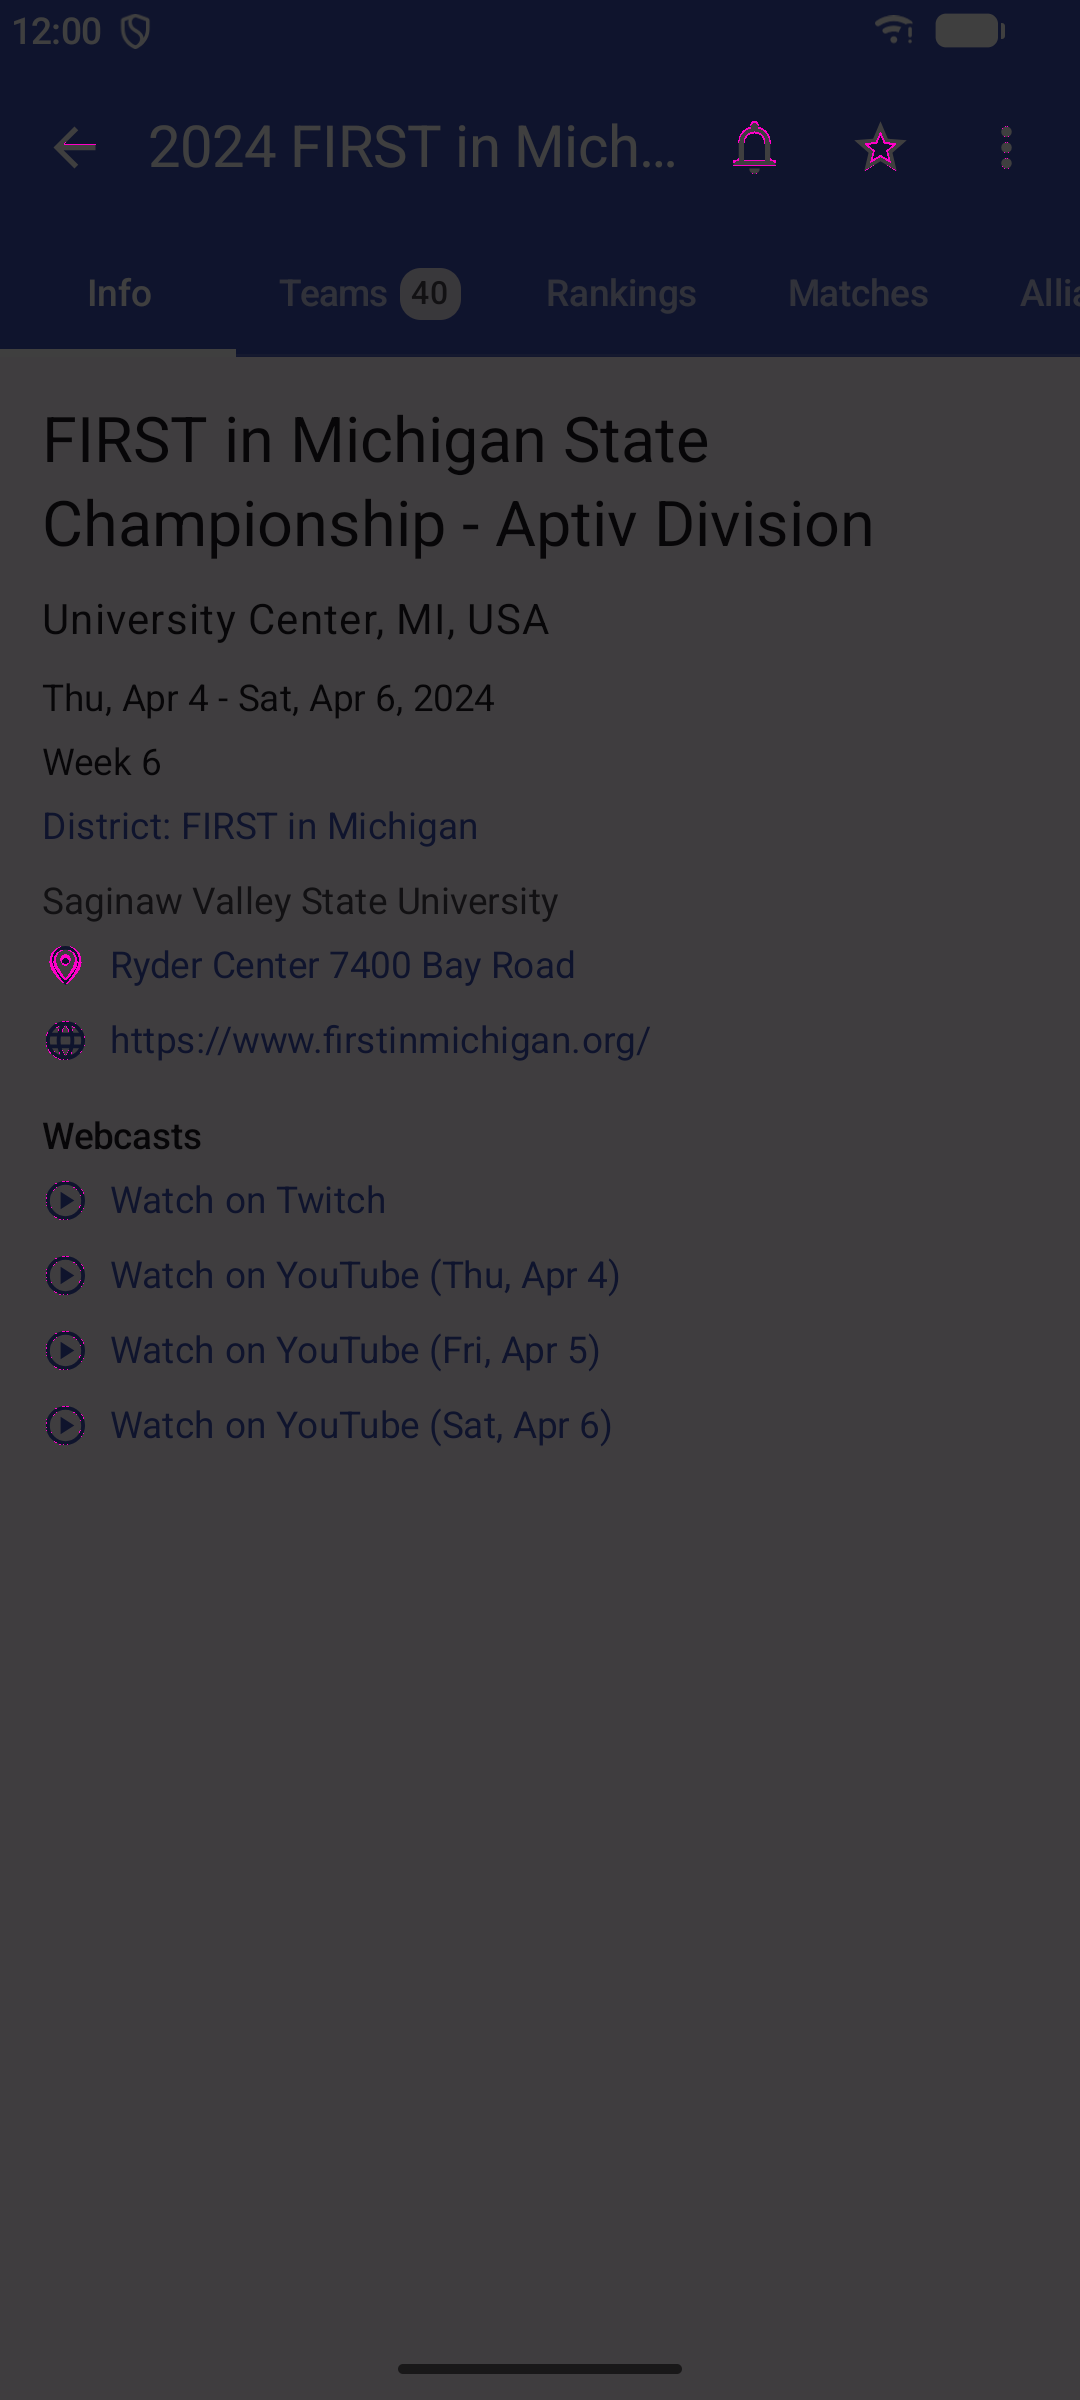 12:00
2024 FIRST in Mich...
Info
Teams 40
Rankings
Matches
Allia
FIRST in Michigan State
Championship - Aptiv Division
University Center, MI, USA
Thu, Apr 4 - Sat, Apr 6, 2024
Week 6
District: FIRST in Michigan
Saginaw Valley State University
Ryder Center 7400 Bay Road
https://www.firstinmichigan.org/
Webcasts
Watch on Twitch
Watch on YouTube (Thu, Apr 4)
Watch on YouTube (Fri, Apr 5)
Watch on YouTube (Sat, Apr 6)